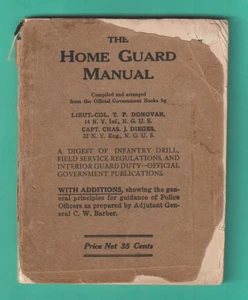 THE
HOME GUARD
MANUAL
Compiled and arranged
from the Official Government Books by
LIEUT.-COL. T. F. DONOVAN,
14 N. Y. Inf., N. G. U. S.
CAPT. CHAS. J. DIEGES,
22 N. Y. Eng., N. G. U. S.
A DIGEST OF INFANTRY DRILL,
FIELD SERVICE REGULATIONS, AND
INTERIOR GUARD DUTY—OFFICIAL
GOVERNMENT PUBLICATIONS.
WITH ADDITIONS, showing the gen-
eral principles for guidance of Police
Officers as prepared by Adjutant Gen-
eral C. W. Barber.
Price Net 35 Cents